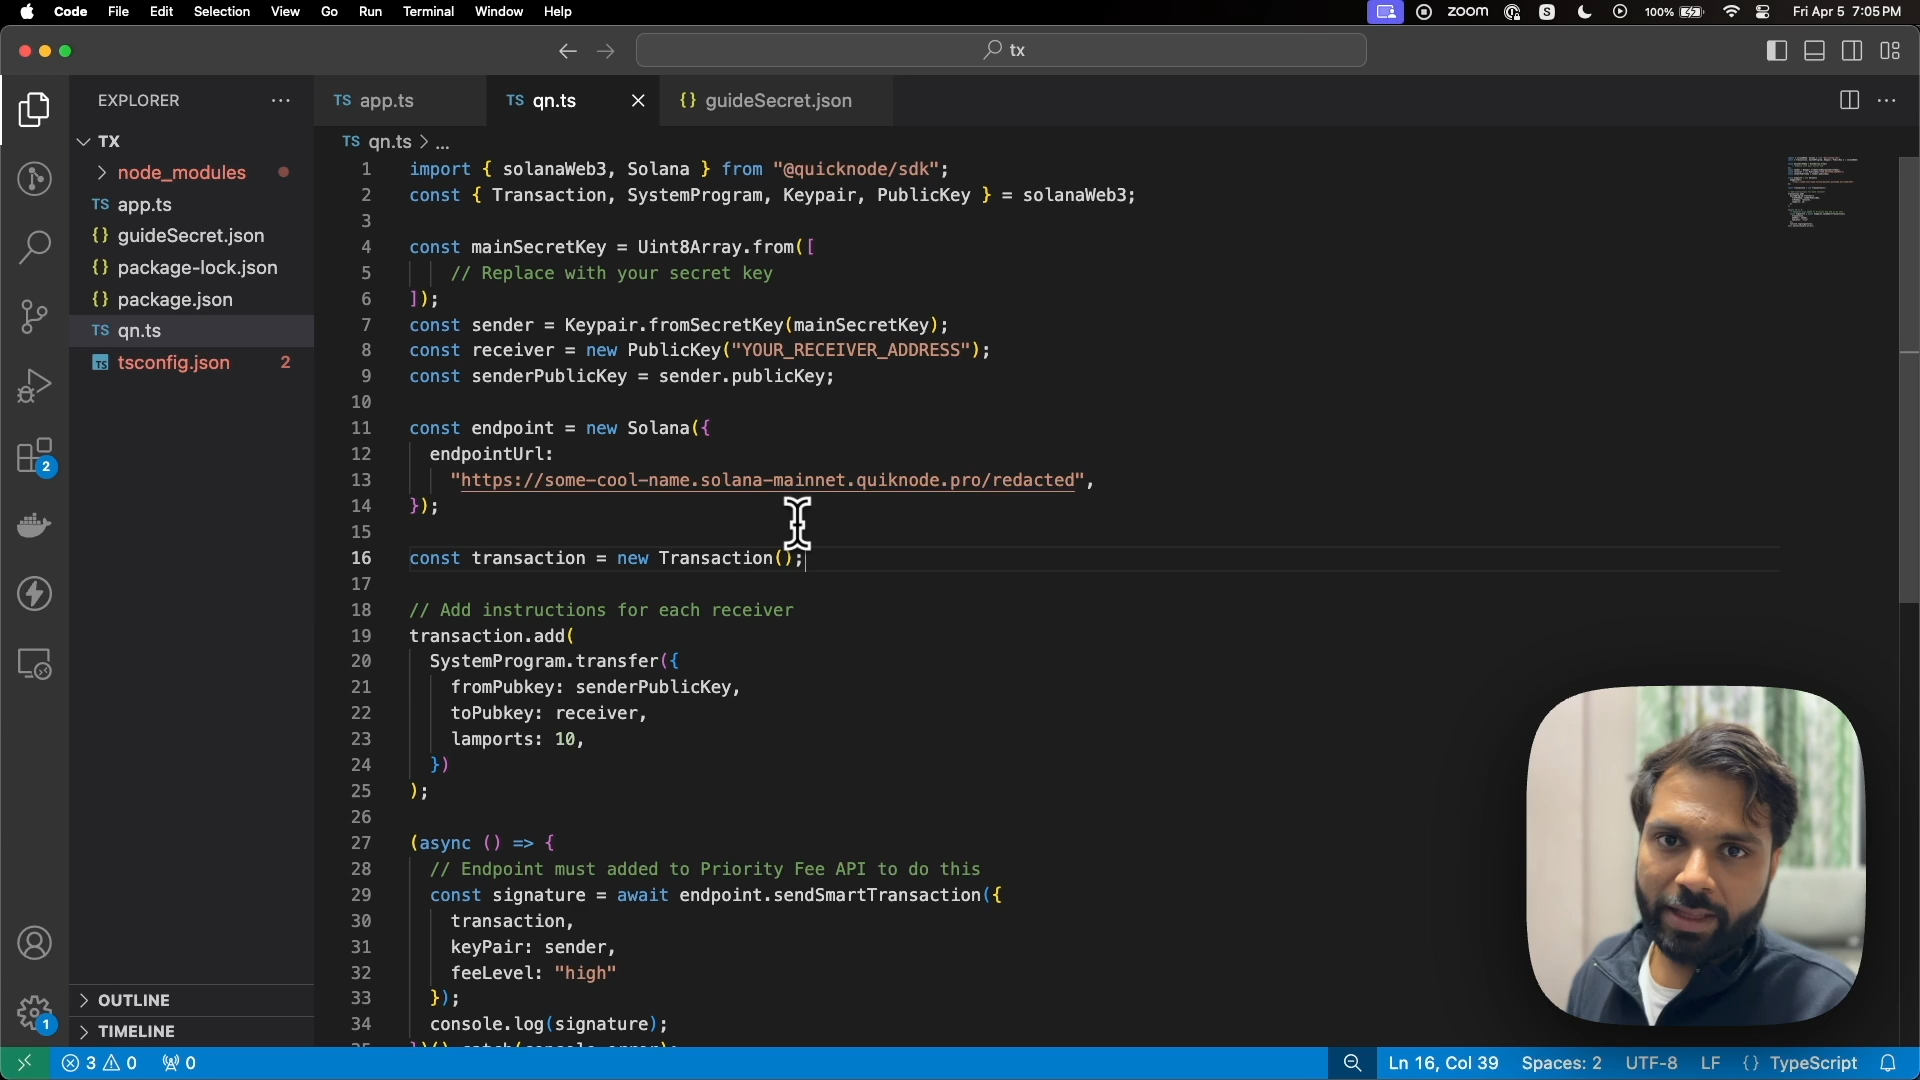 Code File Edit Selection View Go Run Terminal Window Help
zoom S 100% Fri Apr 5 7:05 PM
tx
EXPLORER
TS app.ts
TS qn.ts
{} guideSecret.json
TX
TS qn.ts > ...
node_modules
TS app.ts
{} guideSecret.json
{} package-lock.json
{} package.json
TS qn.ts
TS tsconfig.json 2
2
1
OUTLINE
TIMELINE
1 import { solanaWeb3, Solana } from "@quicknode/sdk";
2 const { Transaction, SystemProgram, Keypair, PublicKey } = solanaWeb3;
3
4 const mainSecretKey = Uint8Array.from([
5 // Replace with your secret key
6 ]);
7 const sender = Keypair.fromSecretKey(mainSecretKey);
8 const receiver = new PublicKey("YOUR_RECEIVER_ADDRESS");
9 const senderPublicKey = sender.publicKey;
10
11 const endpoint = new Solana({
12 endpointUrl:
13 "https://some-cool-name.solana-mainnet.quiknode.pro/redacted",
14 });
15
16 const transaction = new Transaction();
17
18 // Add instructions for each receiver
19 transaction.add(
20 SystemProgram.transfer({
21 fromPubkey: senderPublicKey,
22 toPubkey: receiver,
23 lamports: 10,
24 })
25 );
26
27 (async () => {
28 // Endpoint must added to Priority Fee API to do this
29 const signature = await endpoint.sendSmartTransaction({
30 transaction,
31 keyPair: sender,
32 feeLevel: "high"
33 });
34 console.log(signature);
3 0 0
Ln 16, Col 39 Spaces: 2 UTF-8 LF {} TypeScript